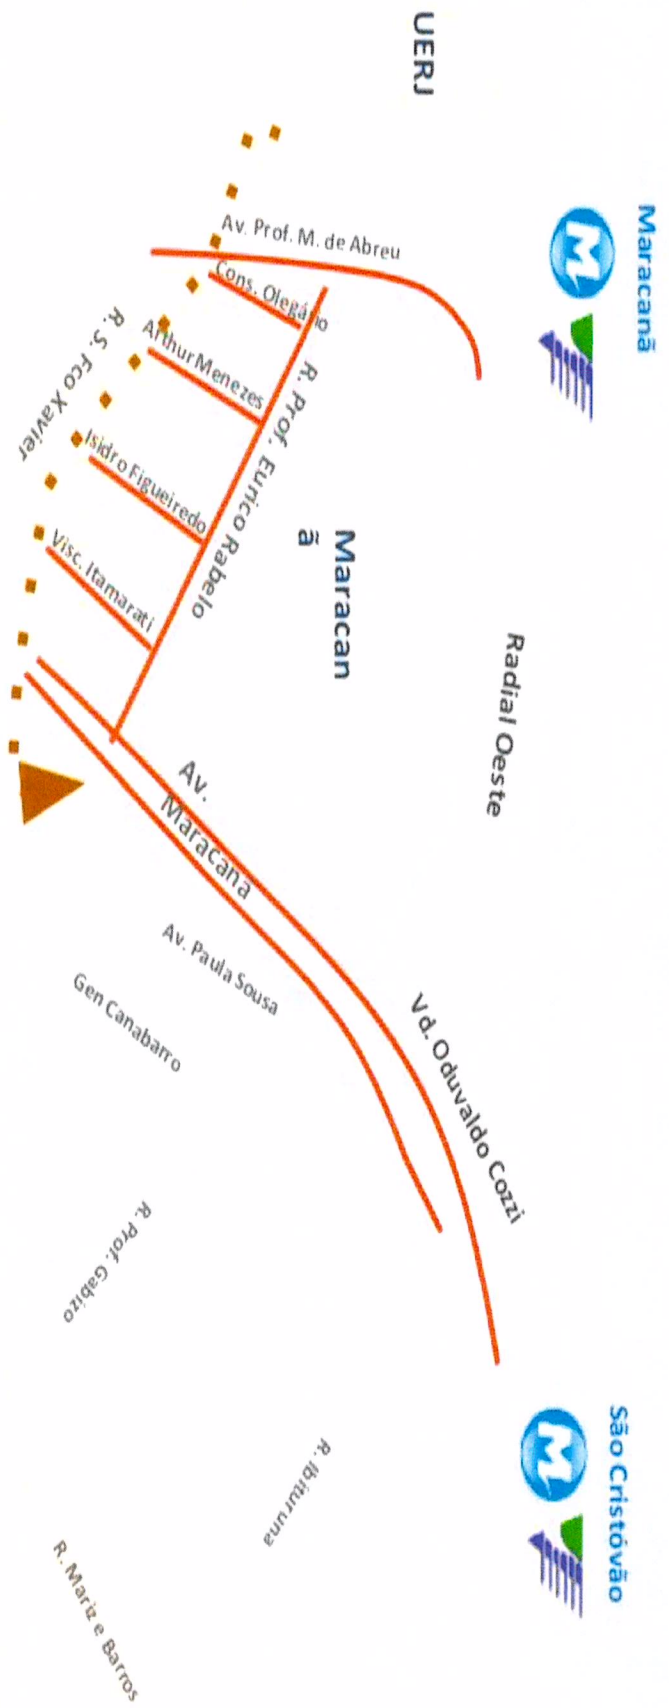 Maracanã
M
São Cristóvão
M
UERJ
Radial Oeste
Vd. Oduvaldo Cozzi
Maracan
ã
Av. Prof. M. de Abreu
Cons. Olegário
R. Prof. Eurico Rabelo
Arthur Menezes
Isidro Figueiredo
Visc. Itamarati
R. S. Fco Xavier
Av.
Maracana
Av. Paula Sousa
Gen Canabarro
R. Prof. Gabizo
R. Ibituruna
R. Mariz e Barros